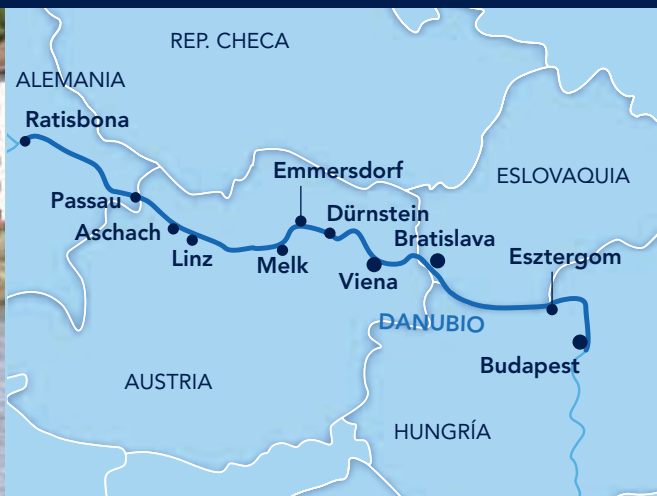 REP. CHECA
ALEMANIA
Ratisbona
Emmersdorf
ESLOVAQUIA
Passau
Dürnstein
Aschach
Bratislava
Esztergom
Linz
Melk
Viena
DANUBIO
Budapest
AUSTRIA
HUNGRÍA